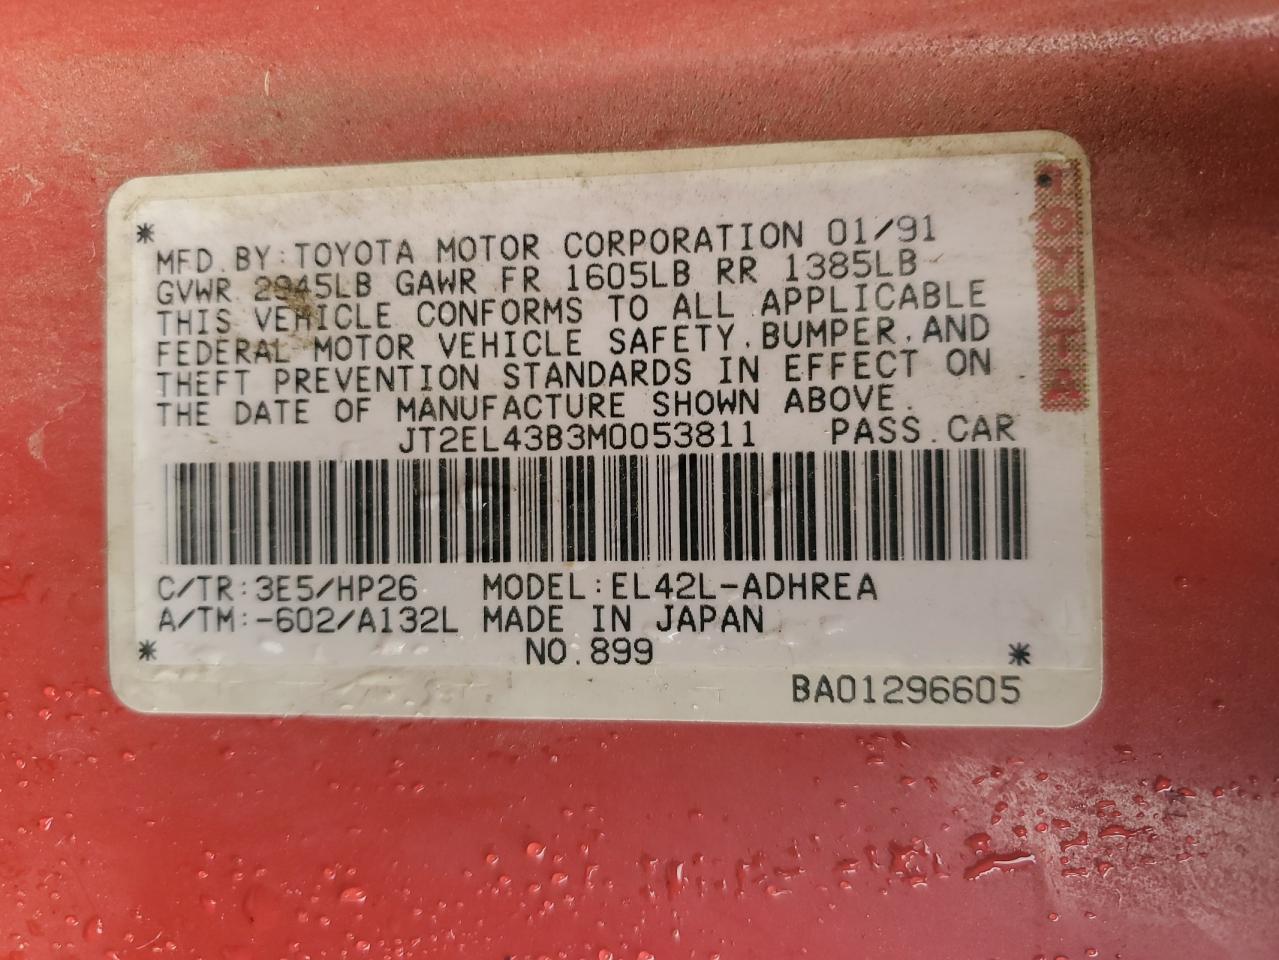 MFD. BY: TOYOTA MOTOR CORPORATION 01/91
GVWR 2945LB GAWR FR 1605LB RR 1385LB
THIS VEHICLE CONFORMS TO ALL APPLICABLE
FEDERAL MOTOR VEHICLE SAFETY, BUMPER, AND
THEFT PREVENTION STANDARDS IN EFFECT ON
THE DATE OF MANUFACTURE SHOWN ABOVE.
JT2EL43B3M0053811 PASS. CAR
C/TR:3E5/HP26 MODEL:EL42L-ADHREA
A/TM:-602/A132L MADE IN JAPAN
NO.899
BA01296605
TOYOTA